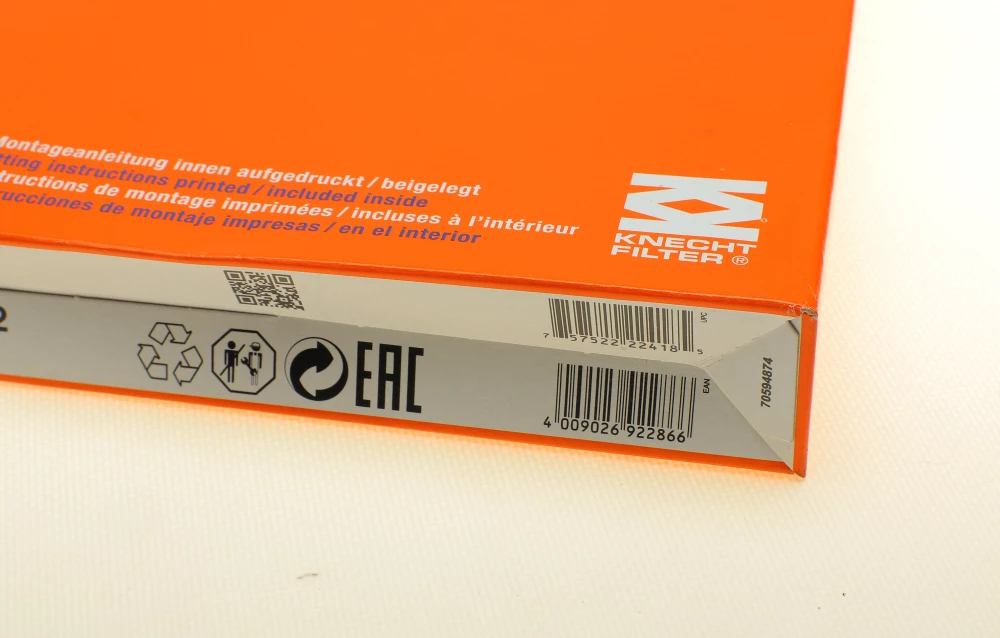 Montageanleitung innen aufgedruckt / beigelegt
tting instructions printed / included inside
tructions de montage imprimées / incluses à l'intérieur
rucciones de montaje impresas / en el interior
KNECHT
FILTER ®
2
EAC
7 57522 22418 5
UPC
4 009026 922866
EAN
70594874